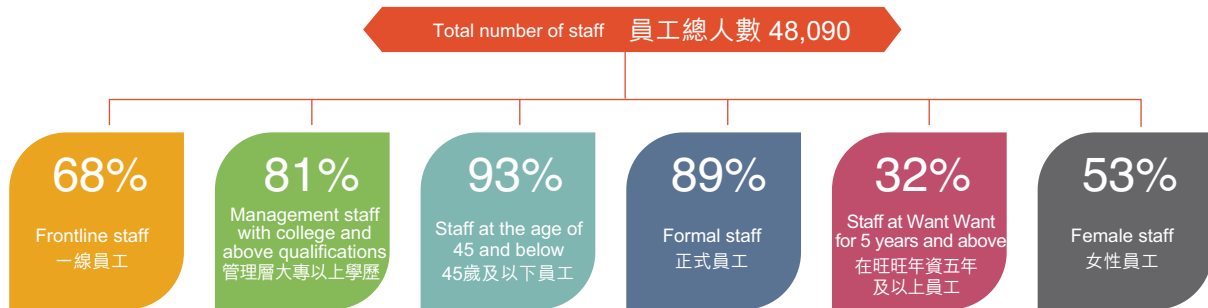 Total number of staff 員工總人數 48,090
68%
Frontline staff
一線員工
81%
Management staff
with college and
above qualifications
管理層大專以上學歷
93%
Staff at the age of
45 and below
45歲及以下員工
89%
Formal staff
正式員工
32%
Staff at Want Want
for 5 years and above
在旺旺年資五年
及以上員工
53%
Female staff
女性員工